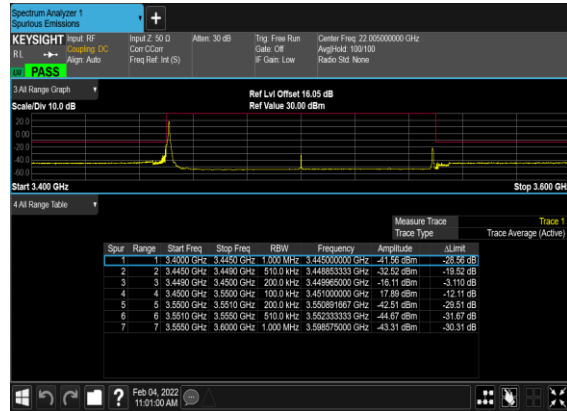 Spectrum Analyzer 1
Spurious Emissions
KEYSIGHT Input: RF Input Z: 50 Ω Atten: 30 dB Trig: Free Run Center Freq: 22.005000000 GHz
RL Coupling: DC Corr CCorr Gate: Off Avg|Hold: 100/100
Align: Auto Freq Ref: Int (S) IF Gain: Low Radio Std: None
PASS
3 All Range Graph
Ref Lvl Offset 16.05 dB
Scale/Div 10.0 dB Ref Value 30.00 dBm
20.0
0.00
-20.0
-40.0
-60.0
Start 3.400 GHz Stop 3.600 GH
4 All Range Table
Measure Trace Trace 1
Trace Type Trace Average (Active)
Spur Range Start Freq Stop Freq RBW Frequency Amplitude ΔLimit
1 1 3.4000 GHz 3.4450 GHz 1.000 MHz 3.445000000 GHz -41.56 dBm -28.56 dB
2 2 3.4450 GHz 3.4490 GHz 510.0 kHz 3.448853333 GHz -32.52 dBm -19.52 dB
3 3 3.4490 GHz 3.4500 GHz 200.0 kHz 3.449965000 GHz -16.11 dBm -3.110 dB
4 4 3.4500 GHz 3.5500 GHz 100.0 kHz 3.451000000 GHz 17.89 dBm -12.11 dB
5 5 3.5500 GHz 3.5510 GHz 200.0 kHz 3.550891667 GHz -42.51 dBm -29.51 dB
6 6 3.5510 GHz 3.5550 GHz 510.0 kHz 3.552333333 GHz -44.67 dBm -31.67 dB
7 7 3.5550 GHz 3.6000 GHz 1.000 MHz 3.598575000 GHz -43.31 dBm -30.31 dB
? Feb 04, 2022
11:01:00 AM